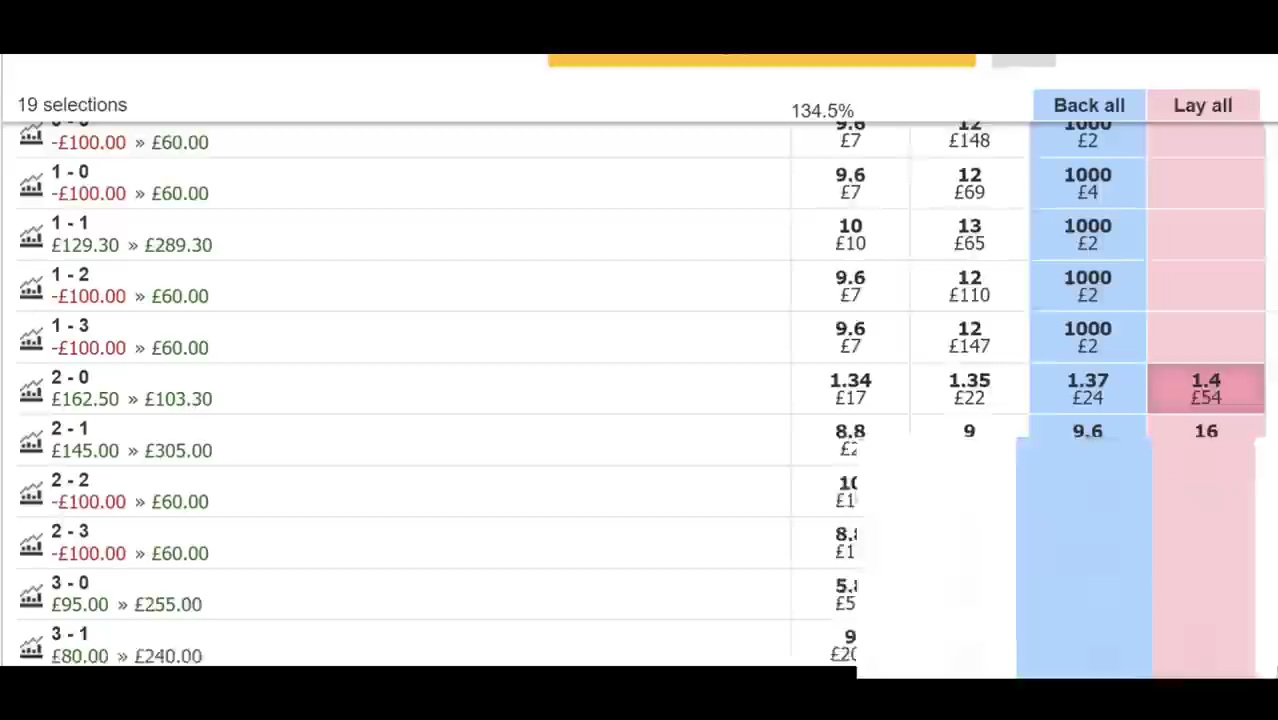 19 selections
134.5%
Back all
Lay all
-£100.00 » £60.00
9.6 12 1000
£7 £148 £2
1 - 0
-£100.00 » £60.00
9.6 12 1000
£7 £69 £4
1 - 1
£129.30 » £289.30
10 13 1000
£10 £65 £2
1 - 2
-£100.00 » £60.00
9.6 12 1000
£7 £110 £2
1 - 3
-£100.00 » £60.00
9.6 12 1000
£7 £147 £2
2 - 0
£162.50 » £103.30
1.34 1.35 1.37 1.4
£17 £22 £24 £54
2 - 1
£145.00 » £305.00
8.8 9 9.6 16
2 - 2
-£100.00 » £60.00
2 - 3
-£100.00 » £60.00
3 - 0
£95.00 » £255.00
3 - 1
£80.00 » £240.00
9